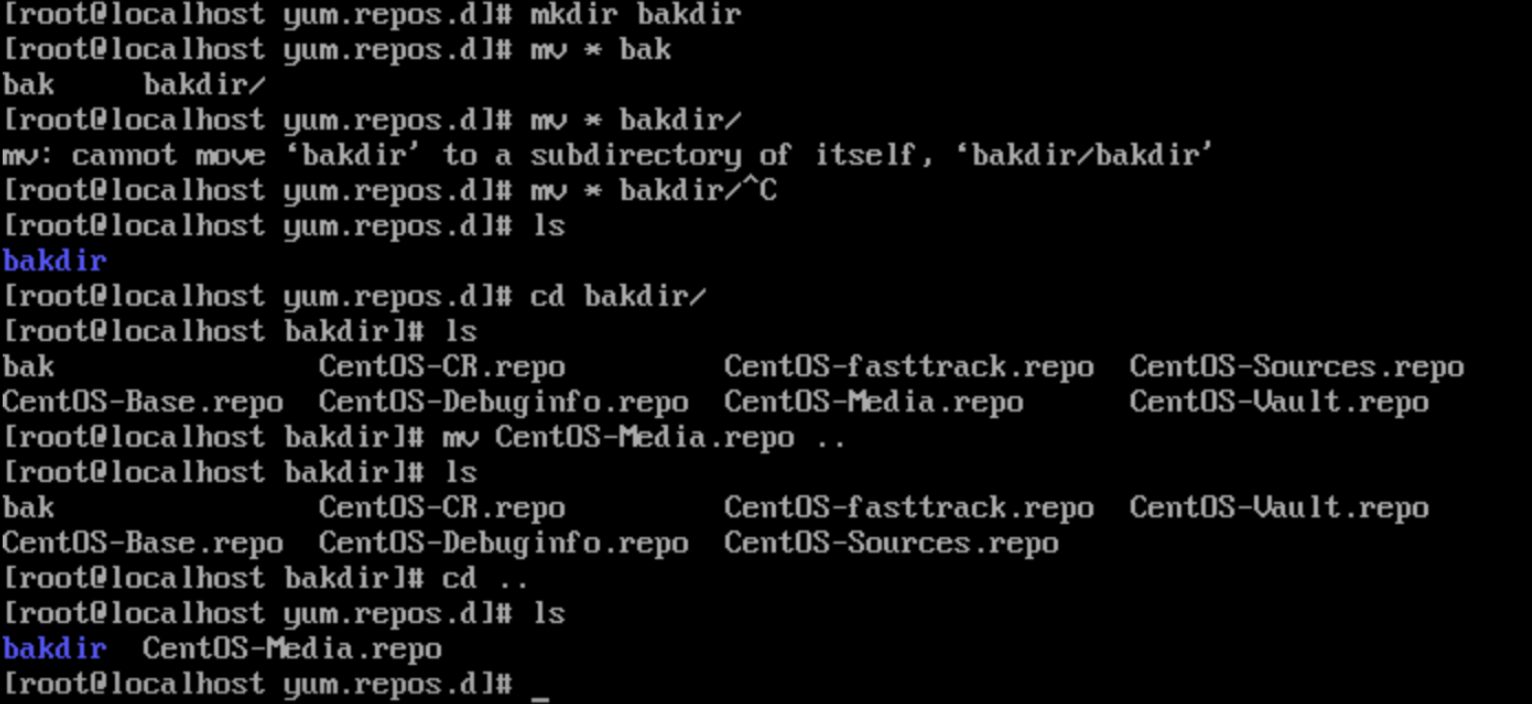 [root@localhost yum.repos.d]# mkdir bakdir
[root@localhost yum.repos.d]# mv * bak
bak     bakdir/
[root@localhost yum.repos.d]# mv * bakdir/
mv: cannot move ‘bakdir’ to a subdirectory of itself, ‘bakdir/bakdir’
[root@localhost yum.repos.d]# mv * bakdir/^C
[root@localhost yum.repos.d]# ls
bakdir
[root@localhost yum.repos.d]# cd bakdir/
[root@localhost bakdir]# ls
bak               CentOS-CR.repo         CentOS-fasttrack.repo  CentOS-Sources.repo
CentOS-Base.repo  CentOS-Debuginfo.repo  CentOS-Media.repo      CentOS-Vault.repo
[root@localhost bakdir]# mv CentOS-Media.repo ..
[root@localhost bakdir]# ls
bak               CentOS-CR.repo         CentOS-fasttrack.repo  CentOS-Vault.repo
CentOS-Base.repo  CentOS-Debuginfo.repo  CentOS-Sources.repo
[root@localhost bakdir]# cd ..
[root@localhost yum.repos.d]# ls
bakdir  CentOS-Media.repo
[root@localhost yum.repos.d]# _